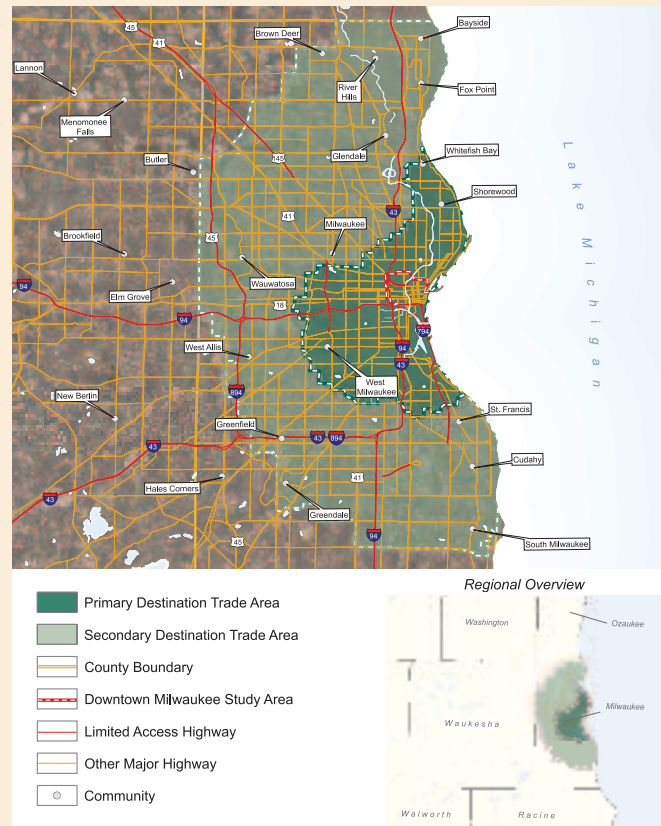 Bayside
45
41
Brown Deer
Lannon
River
Hills
Fox Point
Menomonee
Falls
Glendale
Whitefish Bay
Butler
145
Shorewood
Lake Michigan
41
43
Milwaukee
45
Brookfield
Wauwatosa
94
Elm Grove
18
94
794
West Allis
94
43
West
Milwaukee
894
New Berlin
St. Francis
Greenfield
43
894
43
Cudahy
Hales Corners
41
43
Greendale
94
45
South Milwaukee
Primary Destination Trade Area
Secondary Destination Trade Area
County Boundary
Downtown Milwaukee Study Area
Limited Access Highway
Other Major Highway
Community
Regional Overview
Washington
Ozaukee
Milwaukee
Waukesha
Walworth
Racine